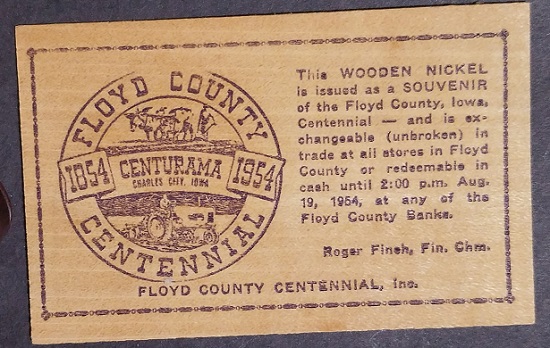 FLOYD COUNTY
1854 CENTURAMA 1954
CHARLES CITY, IOWA
CENTENNIAL
This WOODEN NICKEL
is issued as a SOUVENIR
of the Floyd County, Iowa,
Centennial — and is ex-
changeable (unbroken) in
trade at all stores in Floyd
County or redeemable in
cash until 2:00 p.m. Aug.
19, 1954, at any of the
Floyd County Banks.
Roger Finch, Fin. Chm.
FLOYD COUNTY CENTENNIAL, Inc.